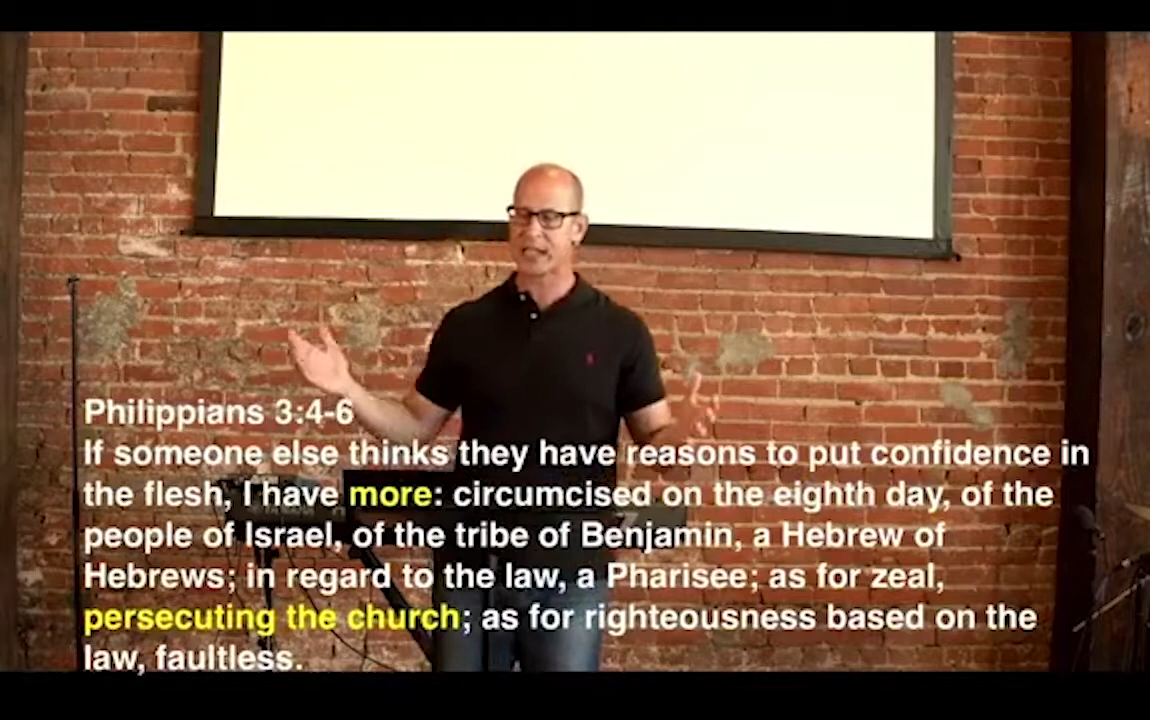 Philippians 3:4-6
If someone else thinks they have reasons to put confidence in
the flesh, I have more: circumcised on the eighth day, of the
people of Israel, of the tribe of Benjamin, a Hebrew of
Hebrews; in regard to the law, a Pharisee; as for zeal,
persecuting the church; as for righteousness based on the
law, faultless.